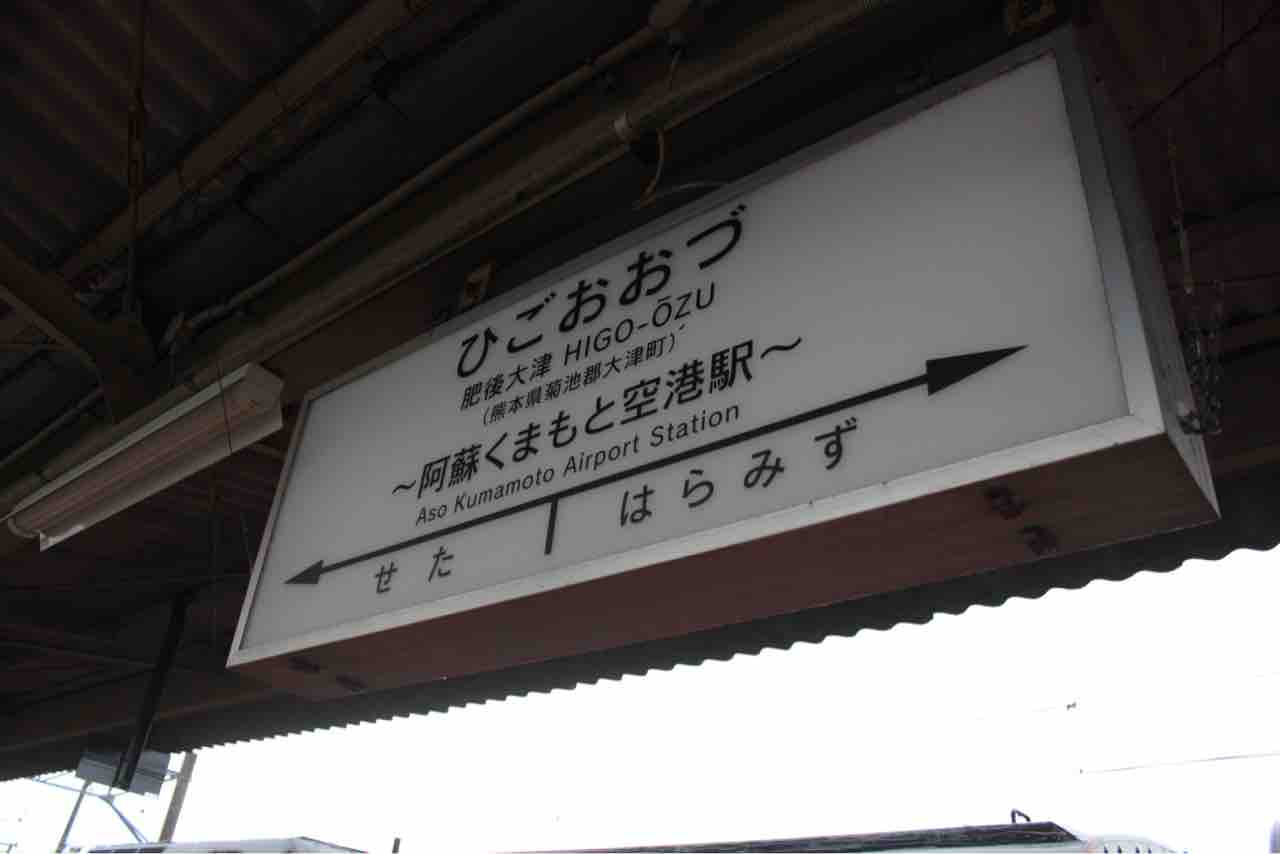 ひごおおづ
肥後大津 HIGO-ŌZU
(熊本県菊池郡大津町)
～阿蘇くまもと空港駅～
Aso Kumamoto Airport Station
せた はらみず